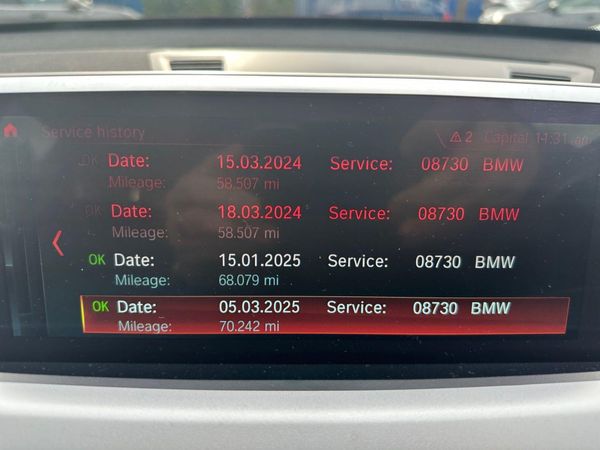 Service history
2 Capital 11:31 am
OK Date: 15.03.2024 Service: 08730 BMW
Mileage: 58.507 mi
OK Date: 18.03.2024 Service: 08730 BMW
Mileage: 58.507 mi
OK Date: 15.01.2025 Service: 08730 BMW
Mileage: 68.079 mi
OK Date: 05.03.2025 Service: 08730 BMW
Mileage: 70.242 mi